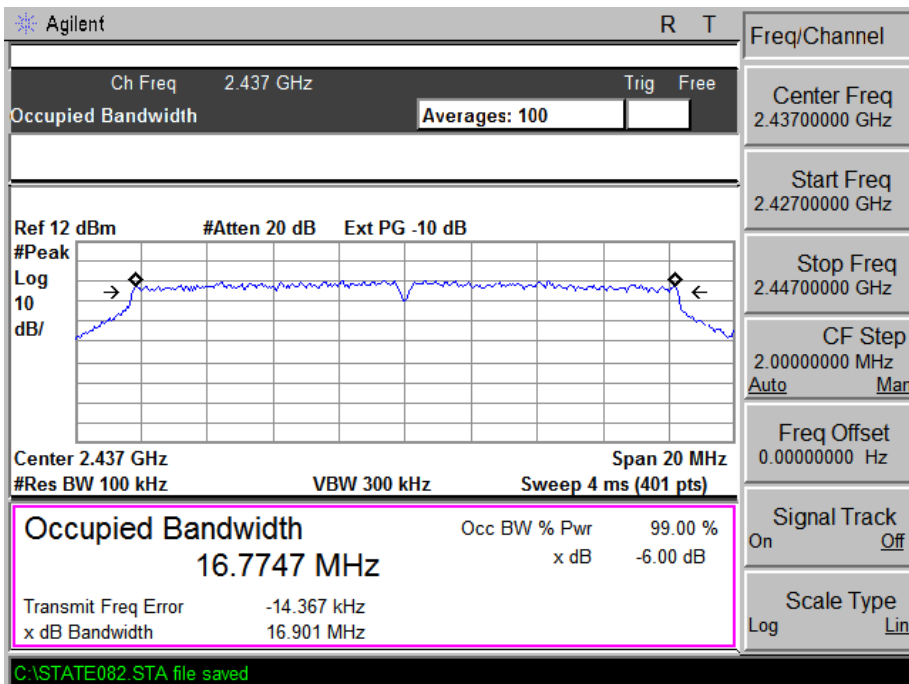 Agilent R T
Ch Freq 2.437 GHz Trig Free
Occupied Bandwidth Averages: 100
Ref 12 dBm #Atten 20 dB Ext PG -10 dB
#Peak
Log
10
dB/
Center 2.437 GHz Span 20 MHz
#Res BW 100 kHz VBW 300 kHz Sweep 4 ms (401 pts)
Occupied Bandwidth Occ BW % Pwr 99.00 %
16.7747 MHz x dB -6.00 dB
Transmit Freq Error -14.367 kHz
x dB Bandwidth 16.901 MHz
C:\STATE082.STA file saved
Freq/Channel
Center Freq
2.43700000 GHz
Start Freq
2.42700000 GHz
Stop Freq
2.44700000 GHz
CF Step
2.00000000 MHz
Auto Man
Freq Offset
0.00000000 Hz
Signal Track
On Off
Scale Type
Log Lin